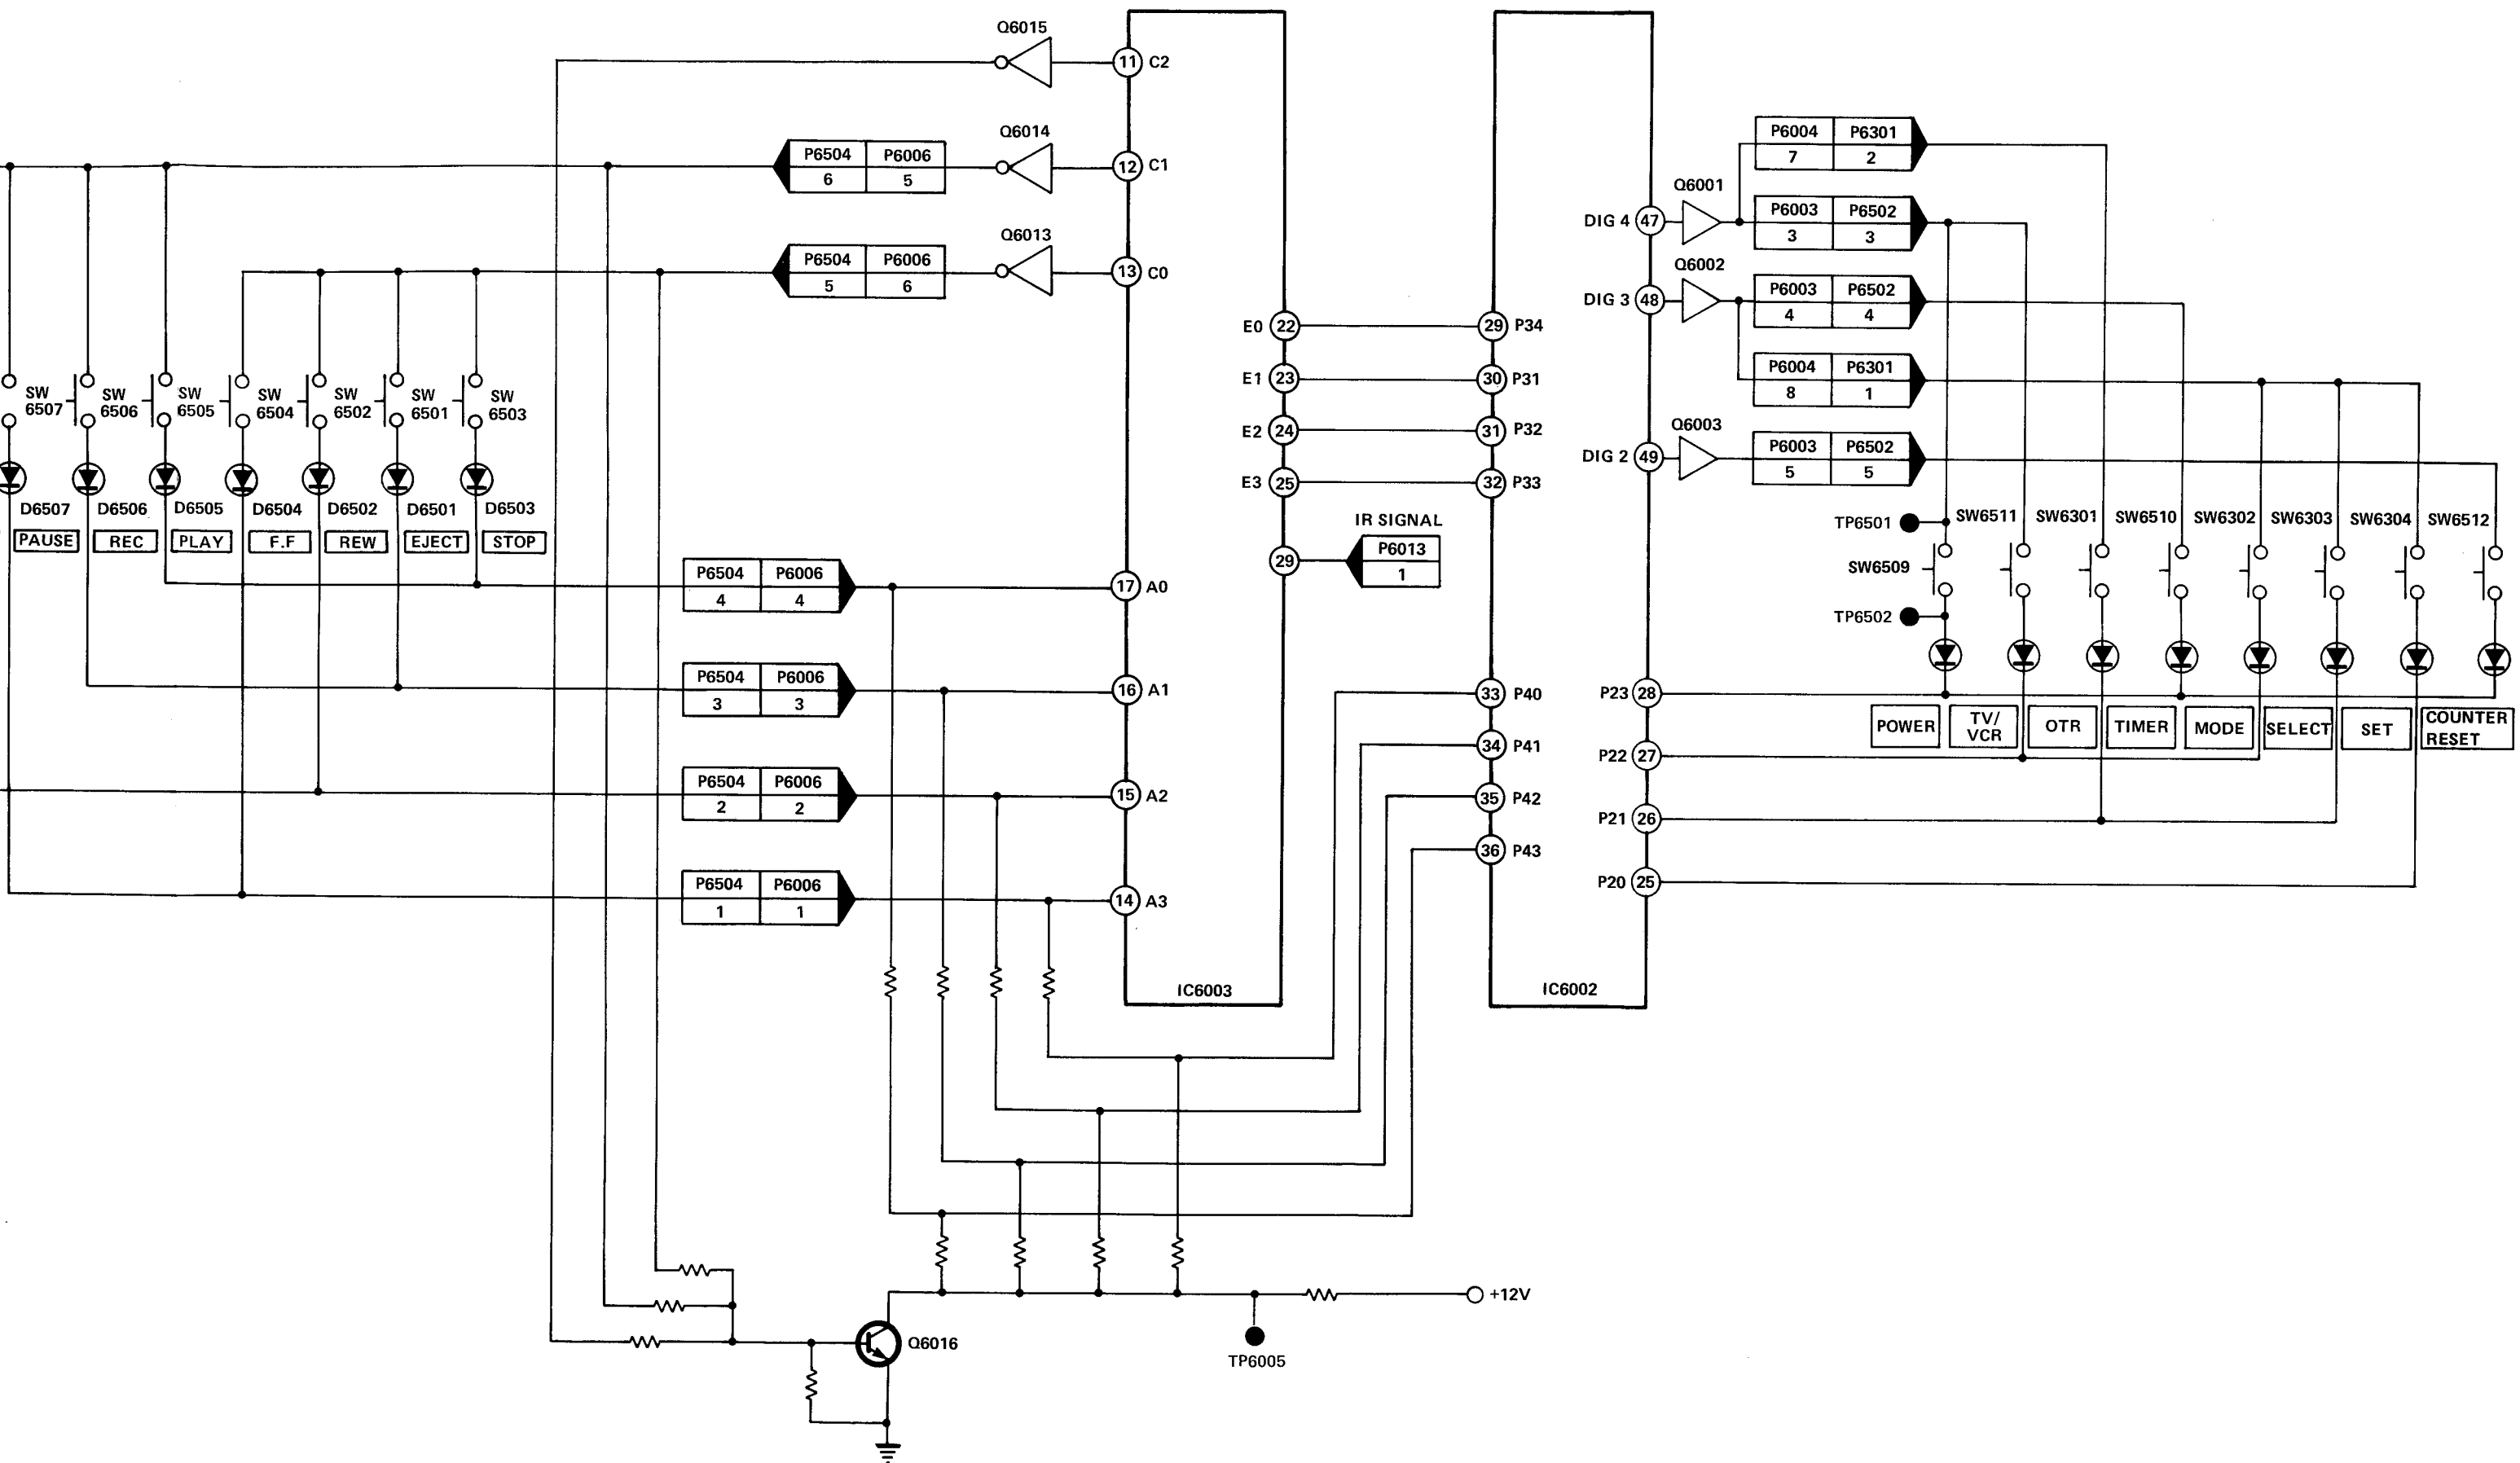 Q6015
11 C2
Q6014
P6504 P6006
6 5
12 C1
Q6013
P6504 P6006
5 6
13 C0
E0 22
E1 23
E2 24
E3 25
29 P34
30 P31
31 P32
32 P33
IR SIGNAL
29
P6013
1
SW 6507
SW 6506
SW 6505
SW 6504
SW 6502
SW 6501
SW 6503
D6507
D6506
D6505
D6504
D6502
D6501
D6503
PAUSE
REC
PLAY
F.F
REW
EJECT
STOP
P6504 P6006
4 4
17 A0
P6504 P6006
3 3
16 A1
P6504 P6006
2 2
15 A2
P6504 P6006
1 1
14 A3
IC6003
33 P40
34 P41
35 P42
36 P43
IC6002
DIG 4 47
Q6001
P6004 P6301
7 2
P6003 P6502
3 3
DIG 3 48
Q6002
P6003 P6502
4 4
P6004 P6301
8 1
DIG 2 49
Q6003
P6003 P6502
5 5
TP6501
SW6509
TP6502
SW6511
SW6301
SW6510
SW6302
SW6303
SW6304
SW6512
P23 28
P22 27
P21 26
P20 25
POWER
TV/
VCR
OTR
TIMER
MODE
SELECT
SET
COUNTER
RESET
Q6016
TP6005
+12V